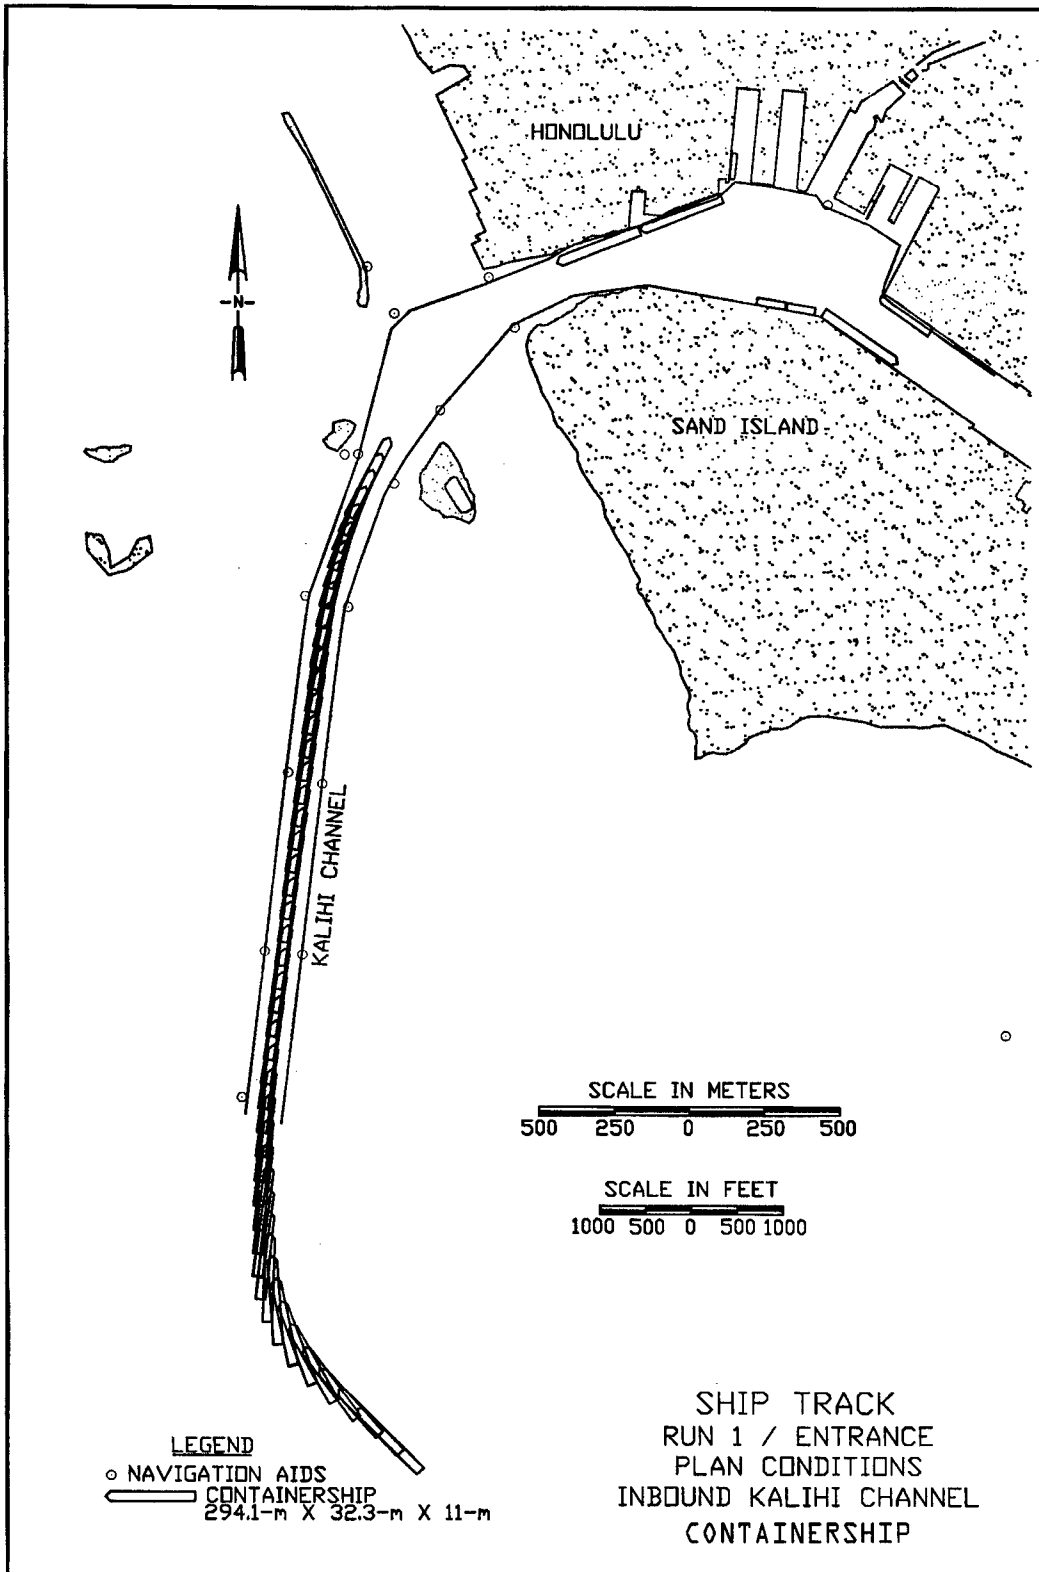 HONOLULU
-N-
SAND ISLAND
KALIHI CHANNEL
SCALE IN METERS
500 250 0 250 500
SCALE IN FEET
1000 500 0 500 1000
SHIP TRACK
RUN 1 / ENTRANCE
PLAN CONDITIONS
INBOUND KALIHI CHANNEL
CONTAINERSHIP
LEGEND
NAVIGATION AIDS
CONTAINERSHIP
294.1-m X 32.3-m X 11-m